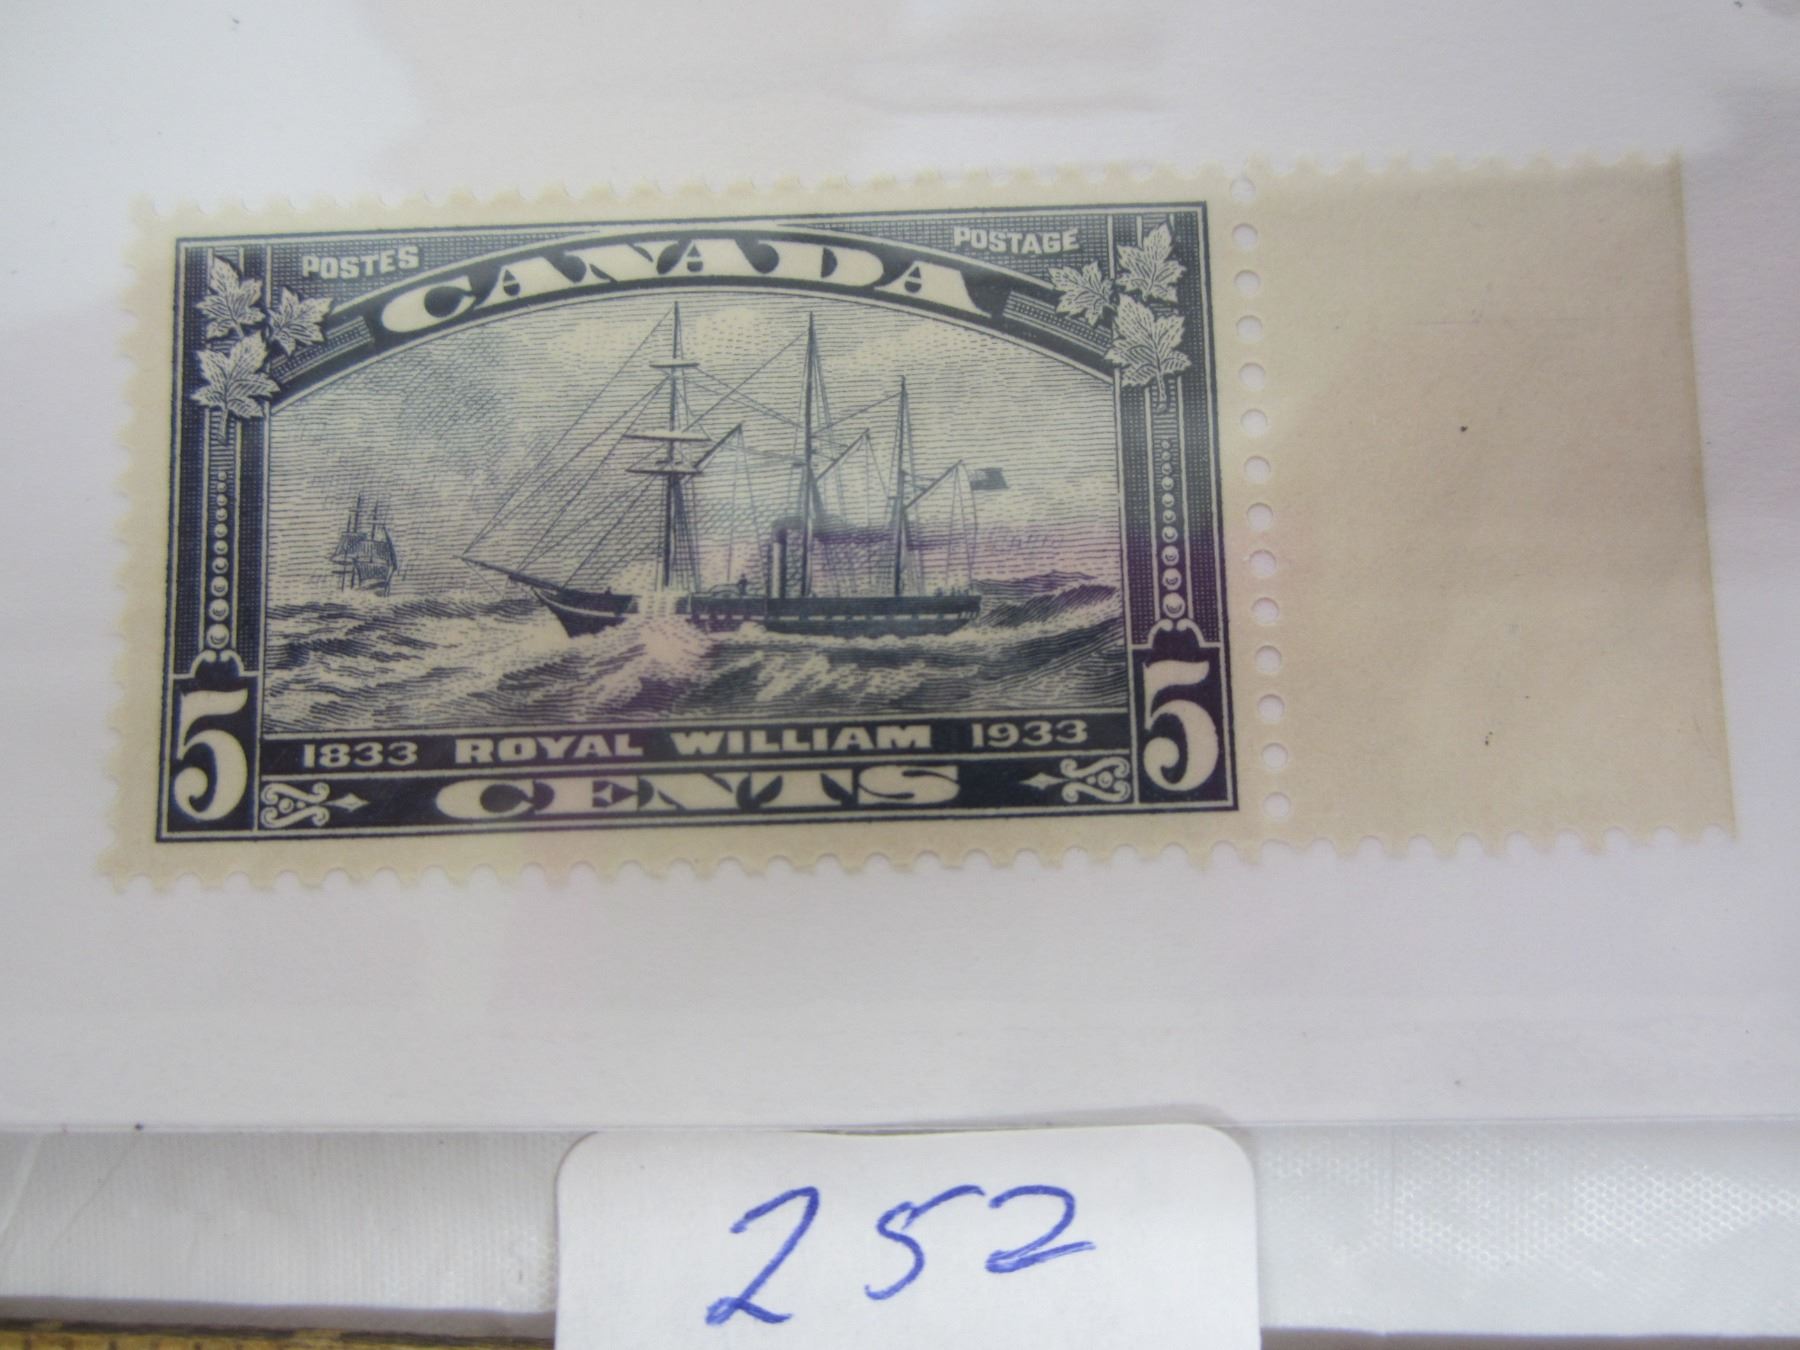 POSTES POSTAGE
CANADA
5 1833 ROYAL WILLIAM 1933 5
CENTS
252